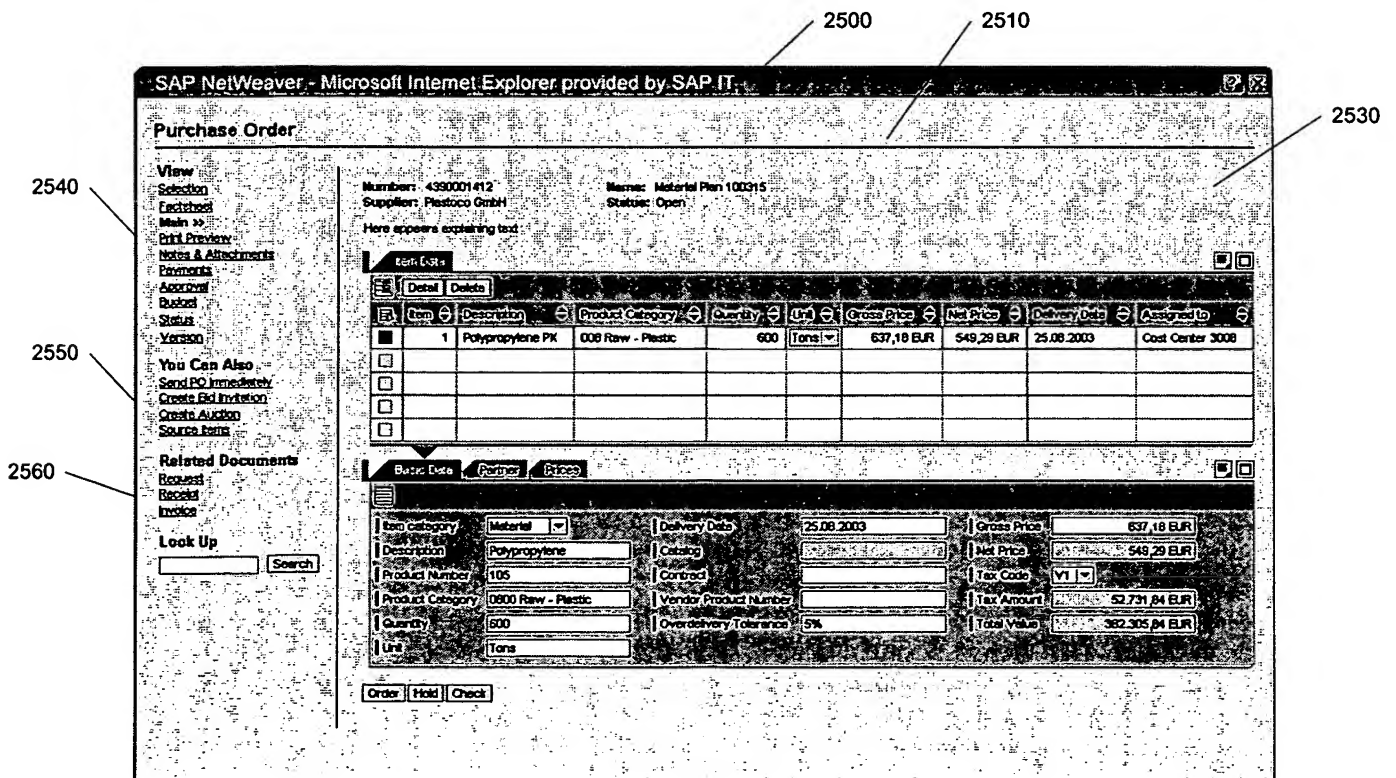 2500
2510
SAP NetWeaver - Microsoft Internet Explorer provided by SAP IT
Purchase Order
2530
2540
View
Selection
Factsheet
Main >>
Print Preview
Notes & Attachments
Payments
Approval
Budget
Status
Version
2550
You Can Also
Send PO Immediately
Create Bid Invitation
Create Auction
Source Items
2560
Related Documents
Request
Receipt
Invoice
Look Up
Search
Number: 4390001412 Name: Material Plan 100315
Supplier: Plastoco GmbH Status: Open
Here appears explaining text
Item Data
Detail Delete
Item Description Product Category Quantity Unit Gross Price Net Price Delivery Date Assigned to
1 Polypropylene PK 008 Raw - Plastic 600 Tons 637,18 EUR 549,29 EUR 25.08.2003 Cost Center 3008
Basic Data Partner Prices
Item category Material Delivery Date 25.08.2003 Gross Price 637,18 EUR
Description Polypropylene Catalog Net Price 549,29 EUR
Product Number 105 Contract Tax Code V1
Product Category 0800 Raw - Plastic Vendor Product Number Tax Amount 52.731,84 EUR
Quantity 600 Overdelivery Tolerance 5% Total Value 382.305,84 EUR
Unit Tons
Order Hold Check